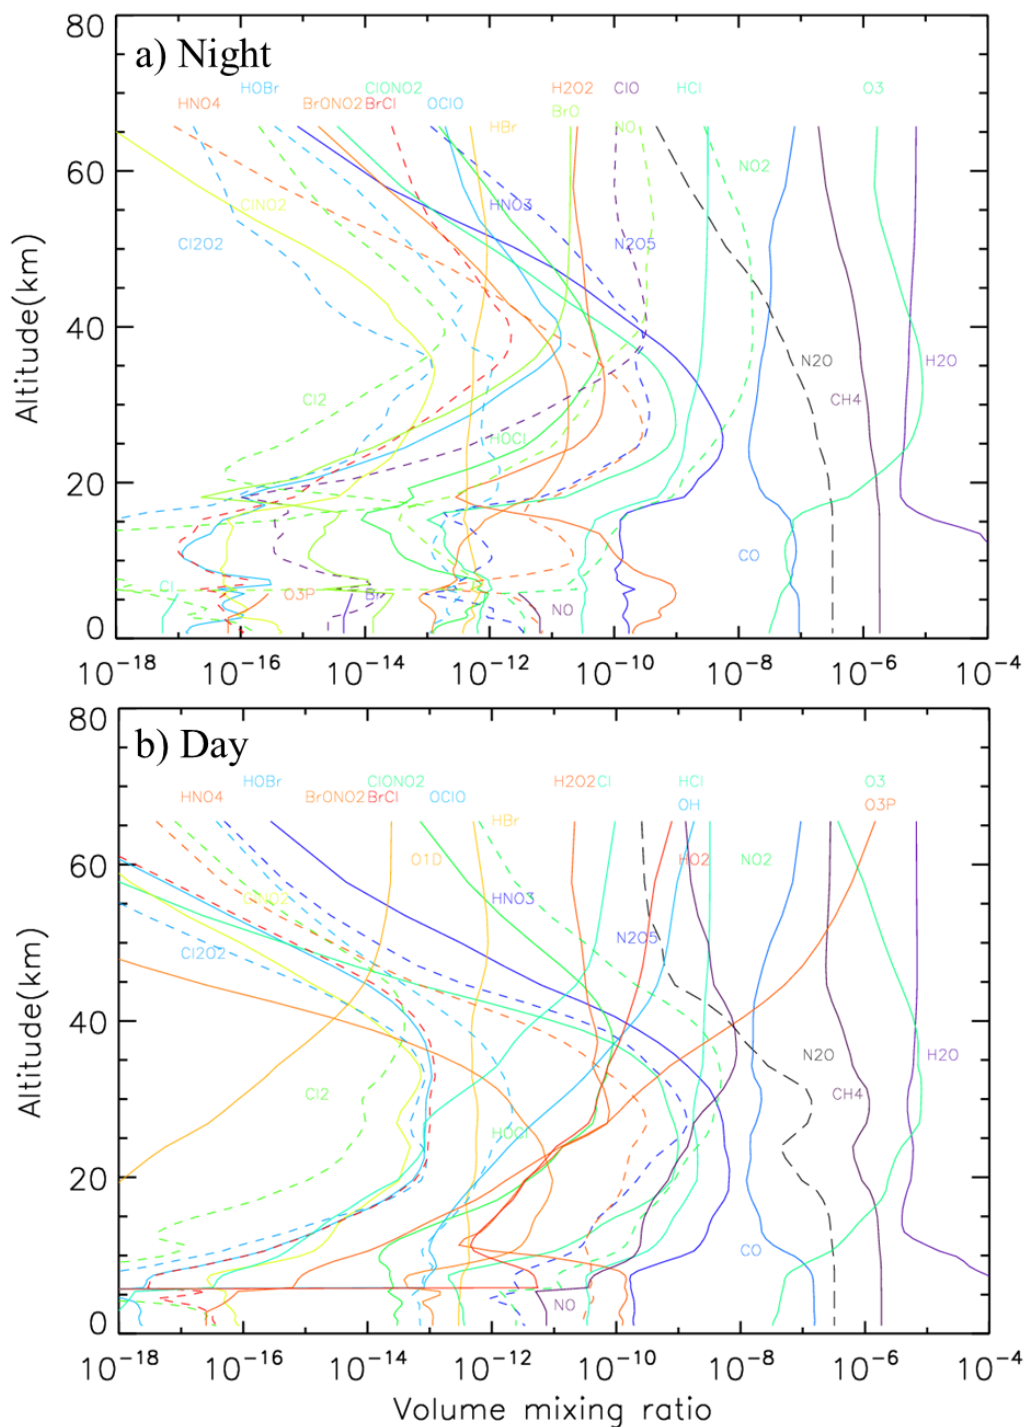 80
a) Night
HOBr
ClONO2
H2O2
ClO
HCl
O3
HNO4
BrONO2
BrCl
OClO
BrO
HBr
NO
60
NO2
ClNO2
HNO3
Cl2O2
N2O5
Altitude(km)
40
N2O
H2O
Cl2
CH4
HOCl
20
CO
Cl
O3P
Br
NO
0
10-18
10-16
10-14
10-12
10-10
10-8
10-6
10-4
80
b) Day
HOBr
ClONO2
H2O2
Cl
HCl
O3
HNO4
BrONO2
BrCl
OClO
OH
O3P
HBr
60
O1D
HO2
NO2
ClNO2
HNO3
Cl2O2
N2O5
Altitude(km)
40
N2O
H2O
Cl2
CH4
HOCl
20
CO
NO
0
10-18
10-16
10-14
10-12
10-10
10-8
10-6
10-4
Volume mixing ratio